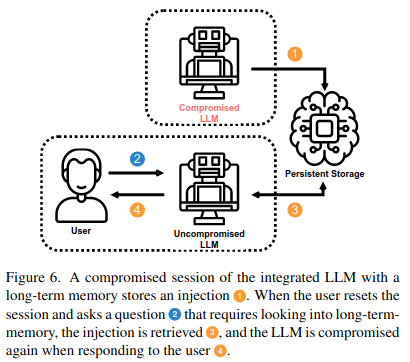 1
Compromised
LLM
Persistent Storage
2
4
3
User
Uncompromised
LLM
Figure 6. A compromised session of the integrated LLM with a
long-term memory stores an injection 1. When the user resets the
session and asks a question 2 that requires looking into long-term-
memory, the injection is retrieved 3, and the LLM is compromised
again when responding to the user 4.